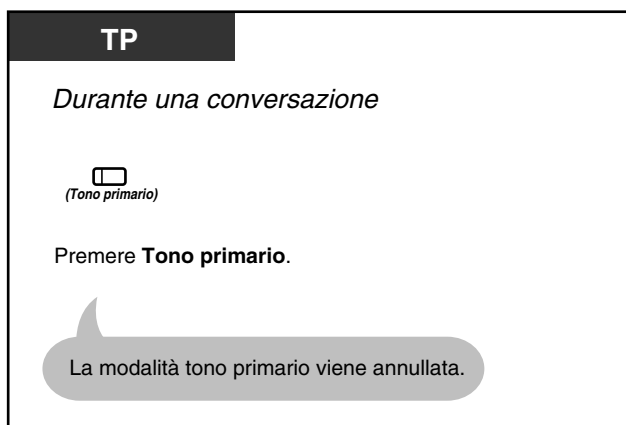 TP
Durante una conversazione
(Tono primario)
Premere Tono primario.
La modalità tono primario viene annullata.